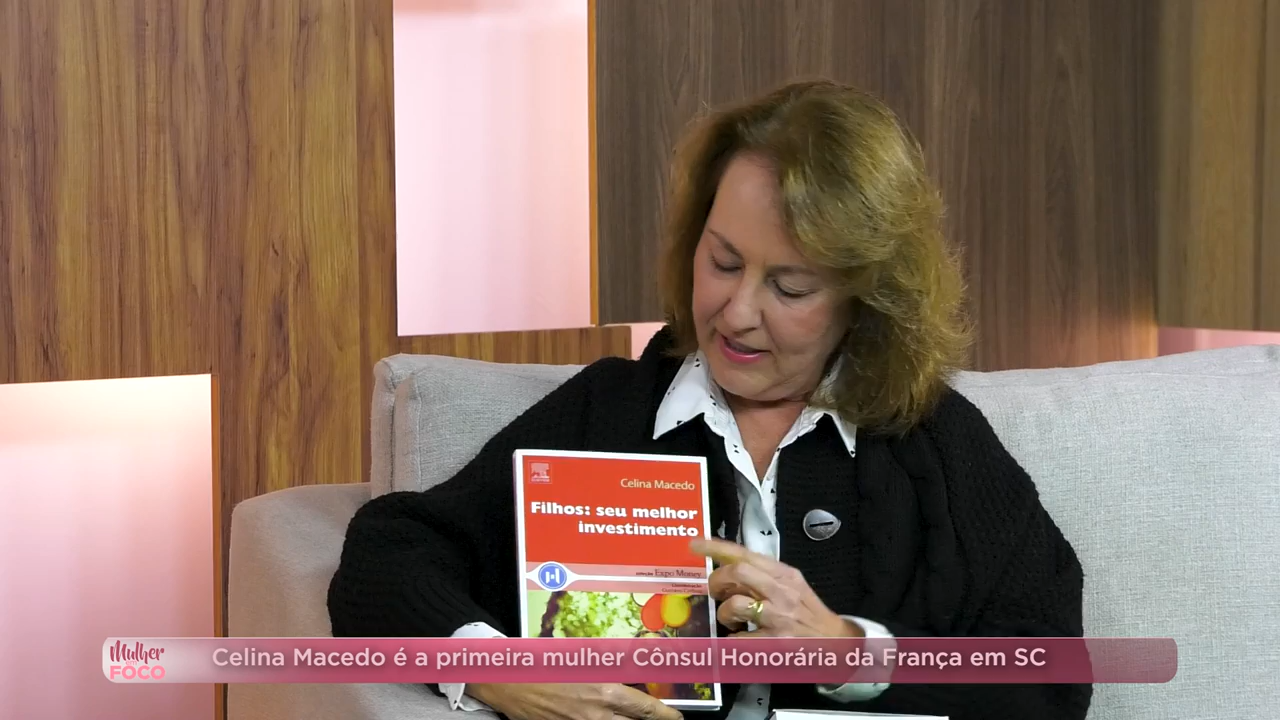 Celina Macedo
Filhos: seu melhor
investimento
coleção Expo Money
Mulher
FOCO
Celina Macedo é a primeira mulher Cônsul Honorária da França em SC